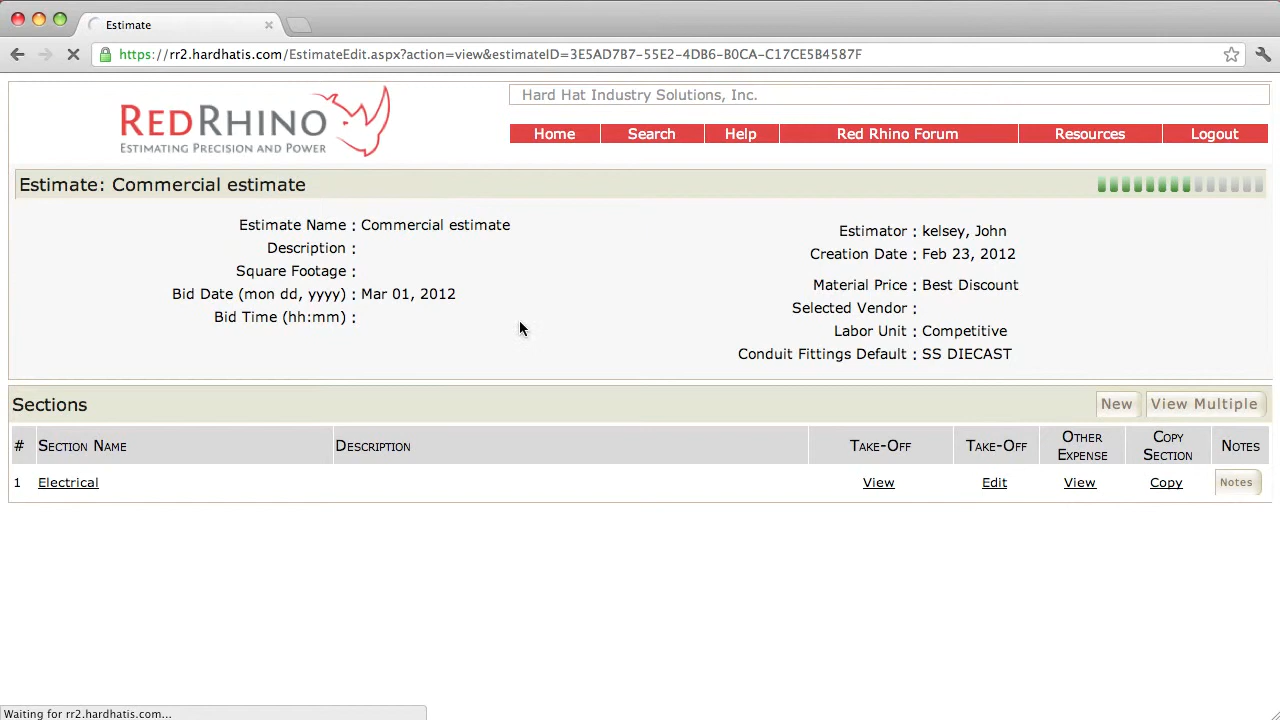 Estimate
https://rr2.hardhatis.com/EstimateEdit.aspx?action=view&estimateID=3E5AD7B7-55E2-4DB6-B0CA-C17CE5B4587F
REDRHINO
ESTIMATING PRECISION AND POWER
Hard Hat Industry Solutions, Inc.
Home Search Help Red Rhino Forum Resources Logout
Estimate: Commercial estimate
Estimate Name : Commercial estimate
Description :
Square Footage :
Bid Date (mon dd, yyyy) : Mar 01, 2012
Bid Time (hh:mm) :
Estimator : kelsey, John
Creation Date : Feb 23, 2012
Material Price : Best Discount
Selected Vendor :
Labor Unit : Competitive
Conduit Fittings Default : SS DIECAST
Sections New View Multiple
# SECTION NAME DESCRIPTION TAKE-OFF TAKE-OFF OTHER EXPENSE COPY SECTION NOTES
1 Electrical View Edit View Copy Notes
Waiting for rr2.hardhatis.com...